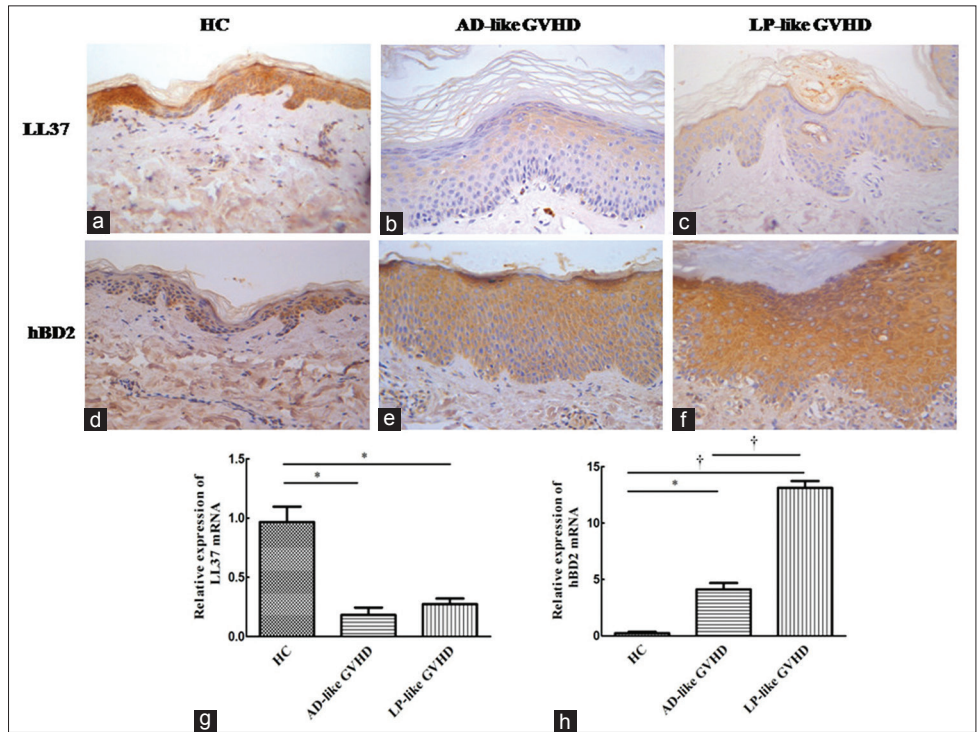 HC AD-like GVHD LP-like GVHD
LL37
a b c
hBD2
d e f
Relative expression of
LL37 mRNA
1.5
1.0
0.5
0.0
* *
HC
AD-like GVHD
LP-like GVHD
g
Relative expression of
hBD2 mRNA
15
10
5
0
†
†
*
HC
AD-like GVHD
LP-like GVHD
h